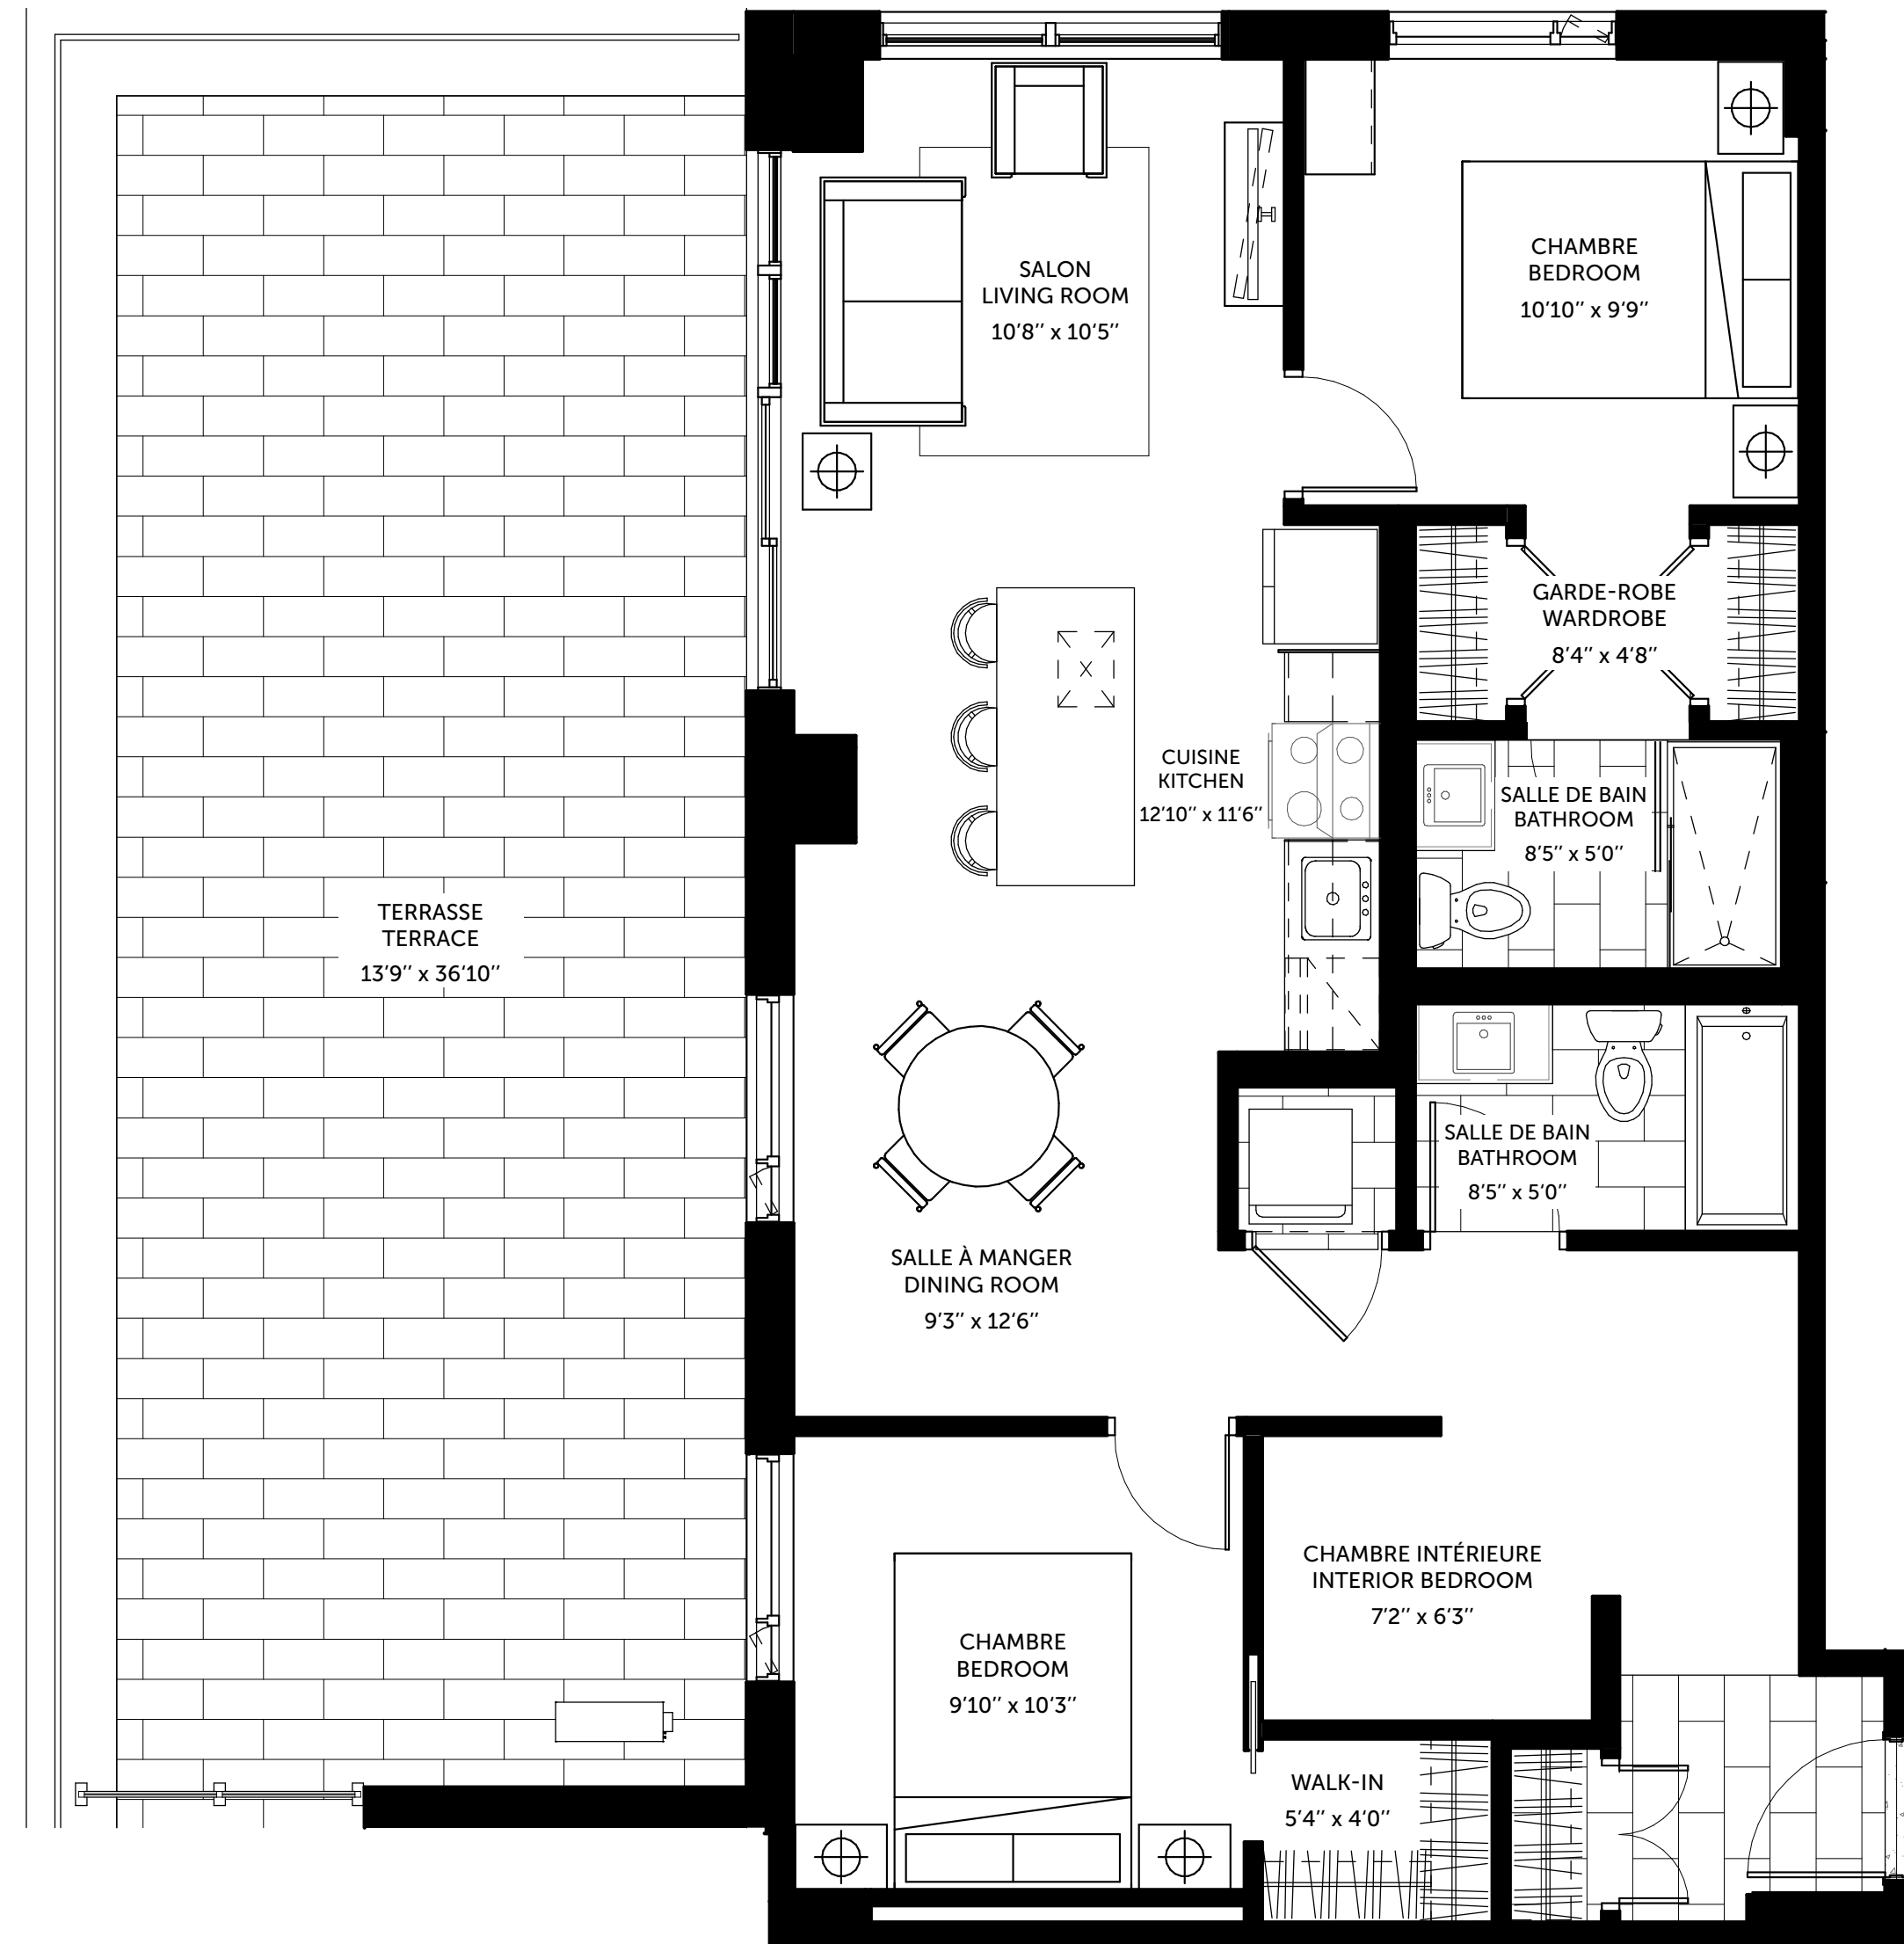 SALON
LIVING ROOM
10'8'' x 10'5''
CHAMBRE
BEDROOM
10'10'' x 9'9''
GARDE-ROBE
WARDROBE
8'4'' x 4'8''
CUISINE
KITCHEN
12'10'' x 11'6''
SALLE DE BAIN
BATHROOM
8'5'' x 5'0''
TERRASSE
TERRACE
13'9'' x 36'10''
SALLE DE BAIN
BATHROOM
8'5'' x 5'0''
SALLE À MANGER
DINING ROOM
9'3'' x 12'6''
CHAMBRE INTÉRIEURE
INTERIOR BEDROOM
7'2'' x 6'3''
CHAMBRE
BEDROOM
9'10'' x 10'3''
WALK-IN
5'4'' x 4'0''